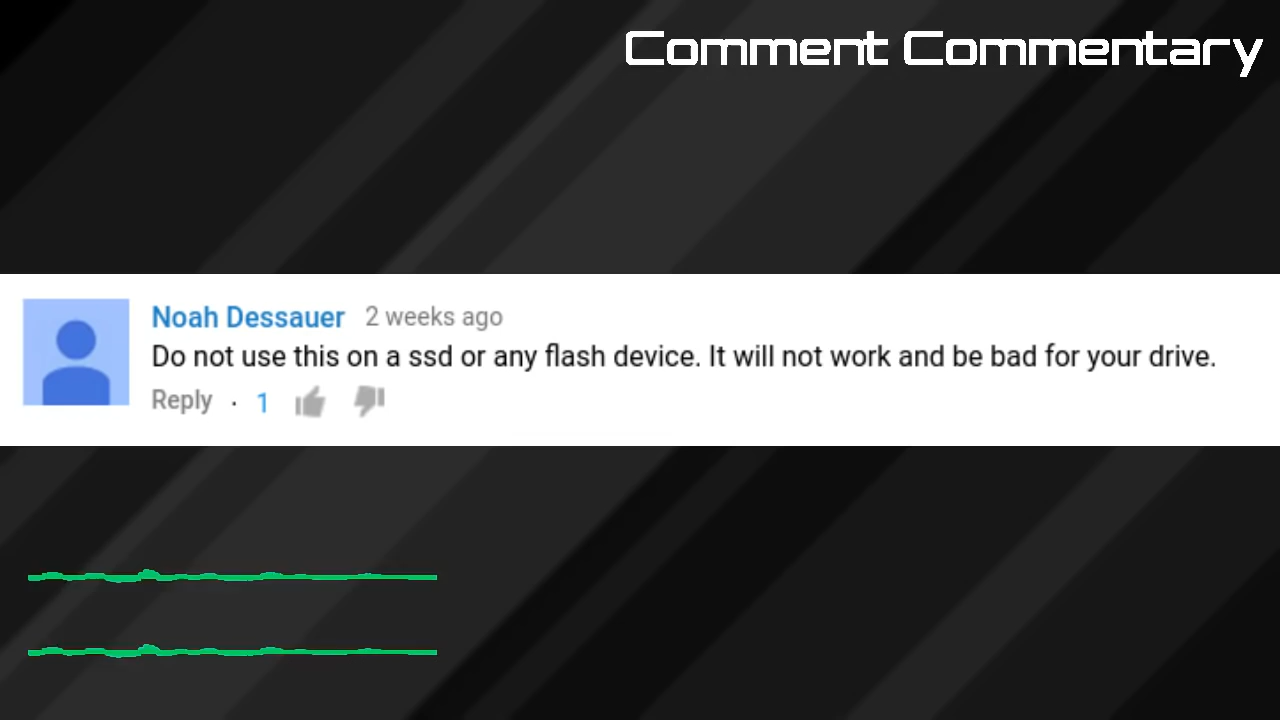 Comment Commentary
Noah Dessauer 2 weeks ago
Do not use this on a ssd or any flash device. It will not work and be bad for your drive.
Reply · 1